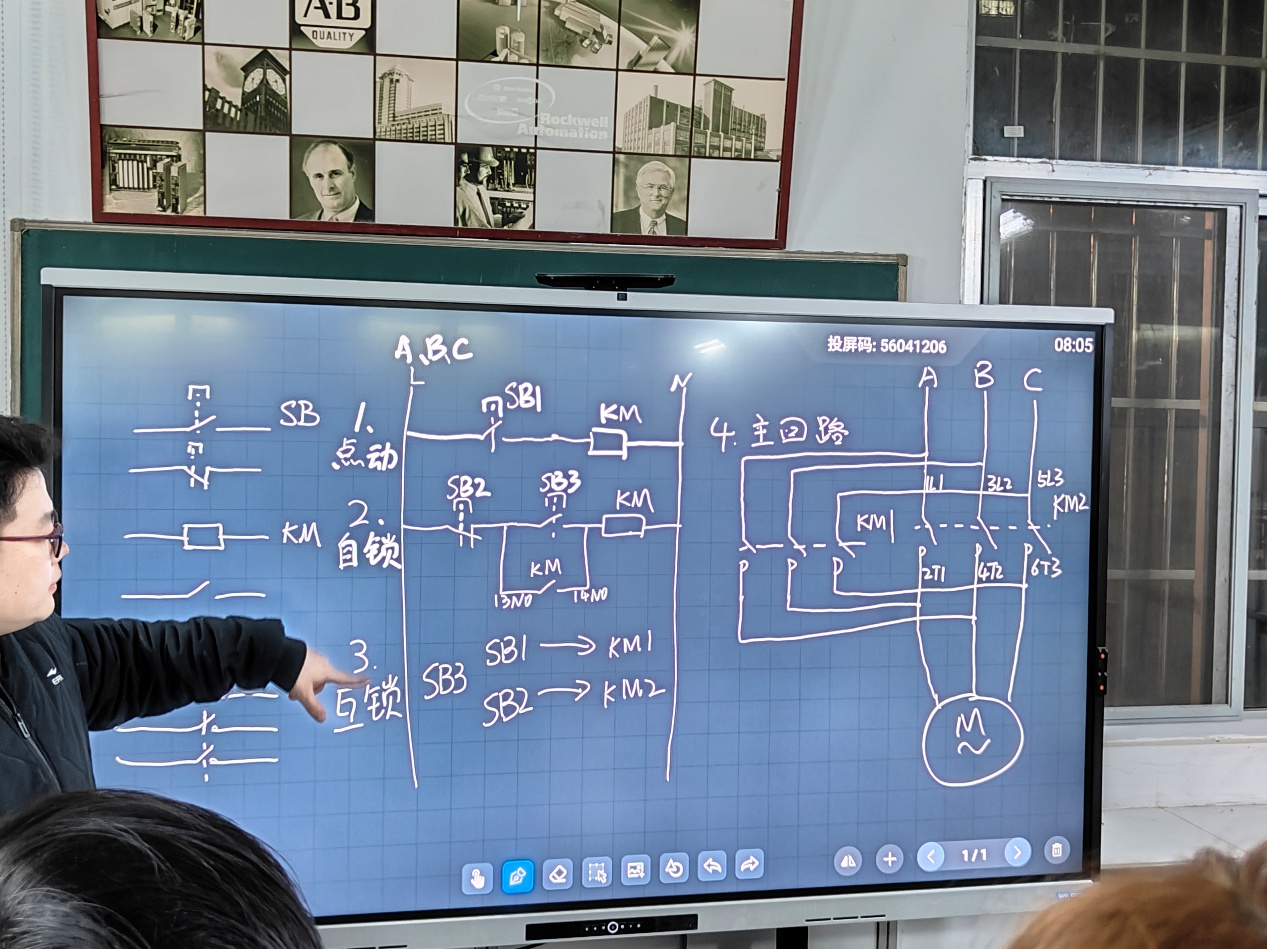 A·B
QUALITY
Rockwell
Automation
投屏码: 56041206
08:05
A、B、C
L
N
SB
KM
1.
点动
SB1
KM
2.
自锁
SB2
SB3
KM
KM
13NO
14NO
3.
互锁
SB3
SB1 → KM1
SB2 → KM2
4. 主回路
A B C
1L1 3L2 5L3
KM1
KM2
2T1 4T2 6T3
M
~
1/1